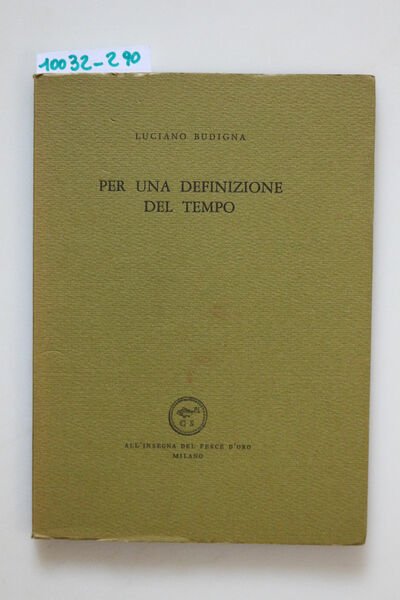 10032-290
LUCIANO BUDIGNA
PER UNA DEFINIZIONE
DEL TEMPO
G S
ALL'INSEGNA DEL PESCE D'ORO
MILANO